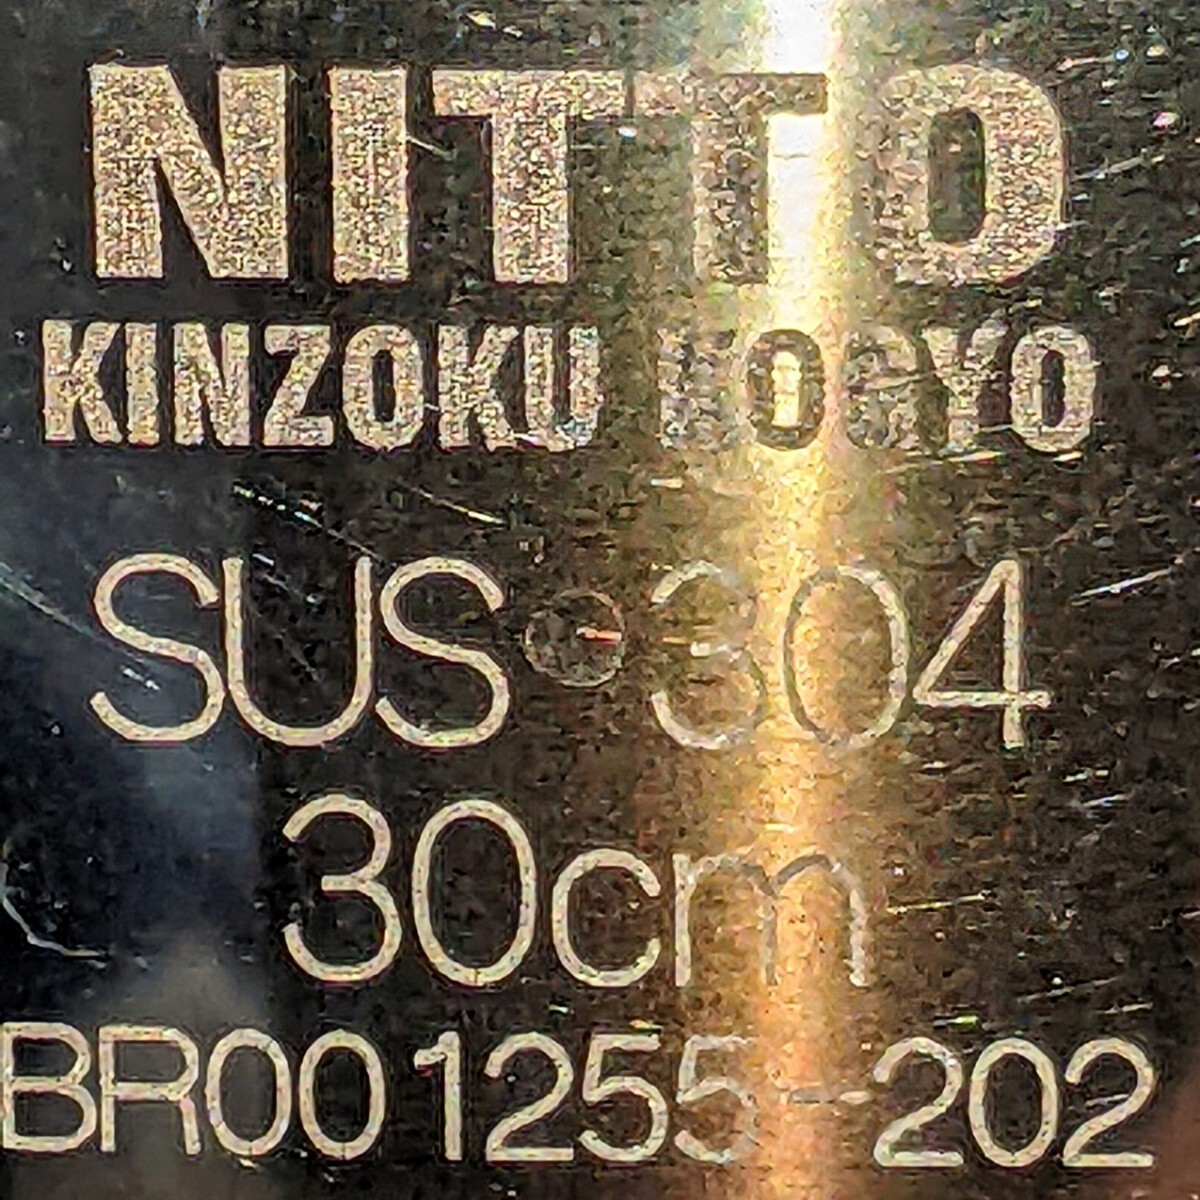 NITTO
KINZOKU KOGYO
SUS 304
30cm
BR001255-202